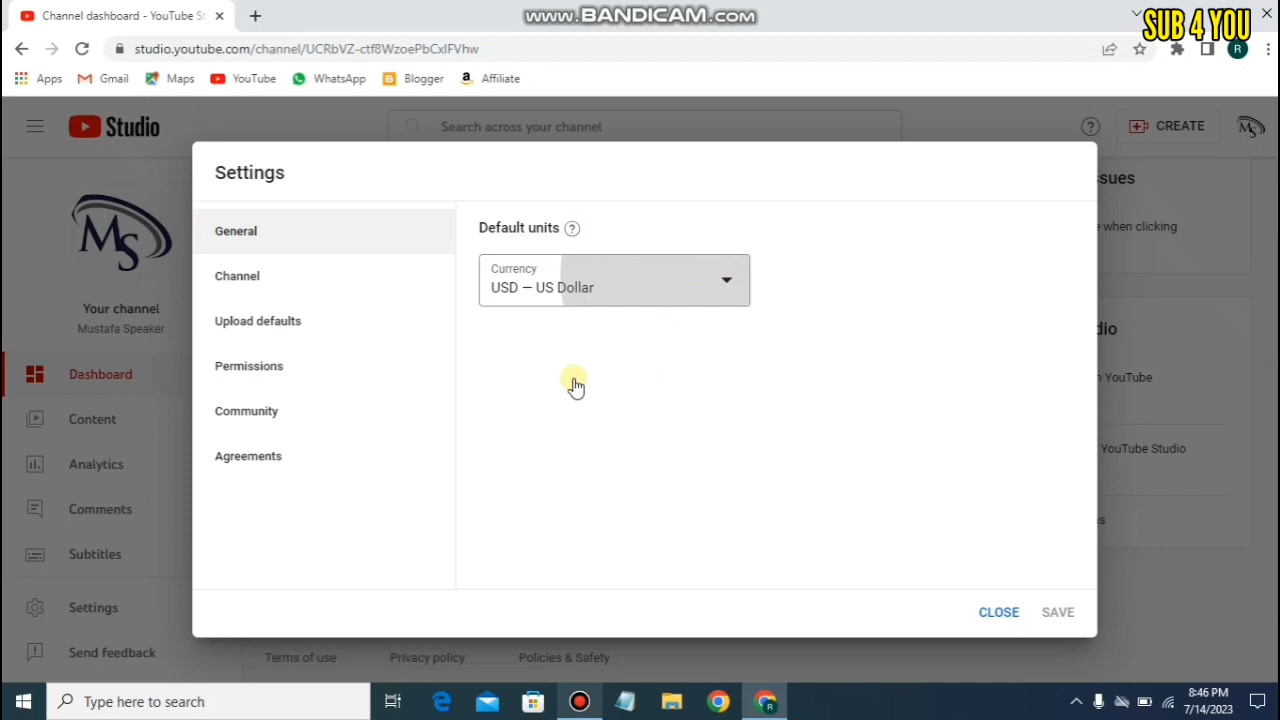 Channel dashboard - YouTube St
www.BANDICAM.com
SUB 4 YOU
studio.youtube.com/channel/UCRbVZ-ctf8WzoePbCxlFVhw
R
Apps
Gmail
Maps
YouTube
WhatsApp
Blogger
Affiliate
Studio
Search across your channel
CREATE
MS
Settings
MS
Your channel
Mustafa Speaker
Dashboard
Content
Analytics
Comments
Subtitles
Settings
Send feedback
General
Channel
Upload defaults
Permissions
Community
Agreements
Default units
Currency
USD — US Dollar
CLOSE
SAVE
ssues
e when clicking
dio
n YouTube
YouTube Studio
Terms of use
Privacy policy
Policies & Safety
Type here to search
8:46 PM
7/14/2023